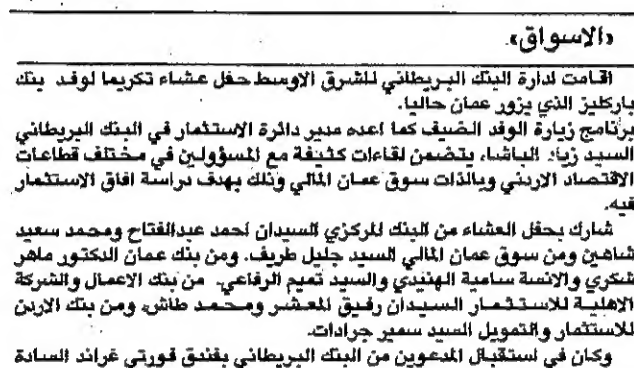 «الاسواق».
اقامت ادارة البنك البريطاني للشرق الاوسط حفل عشاء تكريما لوفد بنك
باركليز الذي يزور عمان حاليا.
برنامج زيارة الوفد الضيف كما اعده مدير دائرة الاستثمار في البنك البريطاني
السيد زياد الباشا، يتضمن لقاءات كثيفة مع المسؤولين في مختلف قطاعات
الاقتصاد الاردني وبالذات سوق عمان المالي وذلك بهدف دراسة افاق الاستثمار
فيه.
شارك بحفل العشاء من البنك المركزي السيدان احمد عبدالفتاح ومحمد سعيد
شاهين ومن سوق عمان المالي السيد جليل طريف. ومن بنك عمان الدكتور ماهر
شكري والانسة سامية الهنيدي والسيد تميم الرفاعي. من بنك الاعمال والشركة
الاهلية للاستثمار السيدان رفيق المعشر ومحمد طاش. ومن بنك الاردن
للاستثمار والتمويل السيد سمير جرادات.
وكان في استقبال المدعوين من البنك البريطاني بفندق فورتي غراند السادة